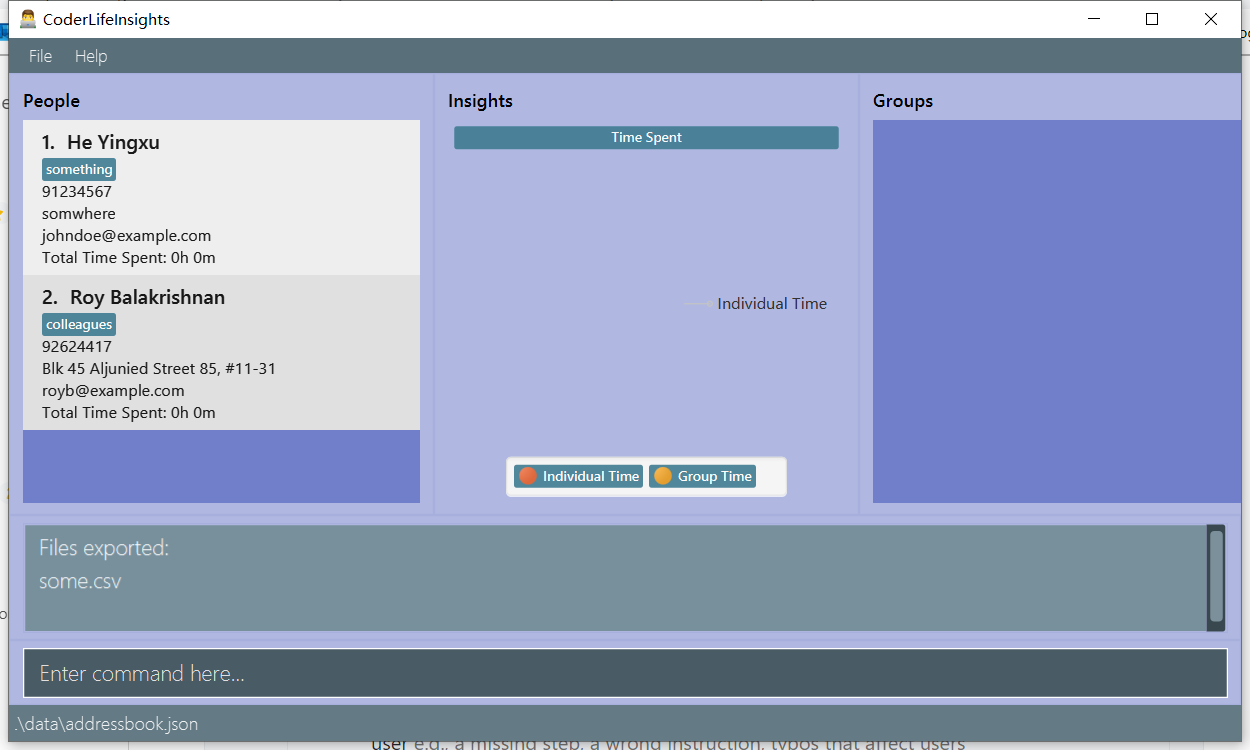 CoderLifeInsights
File Help
People
1. He Yingxu
something
91234567
somwhere
johndoe@example.com
Total Time Spent: 0h 0m
2. Roy Balakrishnan
colleagues
92624417
Blk 45 Aljunied Street 85, #11-31
royb@example.com
Total Time Spent: 0h 0m
Insights
Time Spent
Individual Time
Individual Time Group Time
Groups
Files exported:
some.csv
Enter command here...
.\data\addressbook.json
user e.g., a missing step, a wrong instruction, typos that affect users